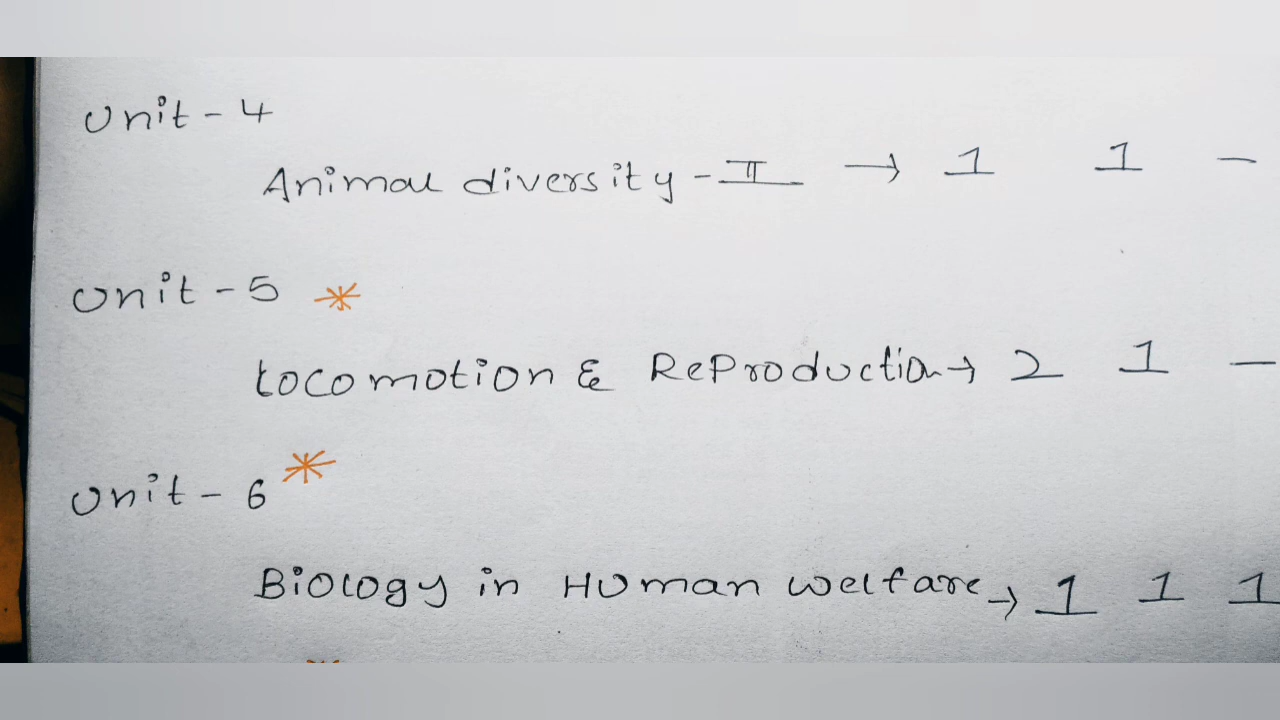 Unit - 4
Animal diversity - II → 1 1 -
Unit - 5 *
Locomotion & Reproduction → 2 1 -
Unit - 6 *
Biology in Human welfare → 1 1 1